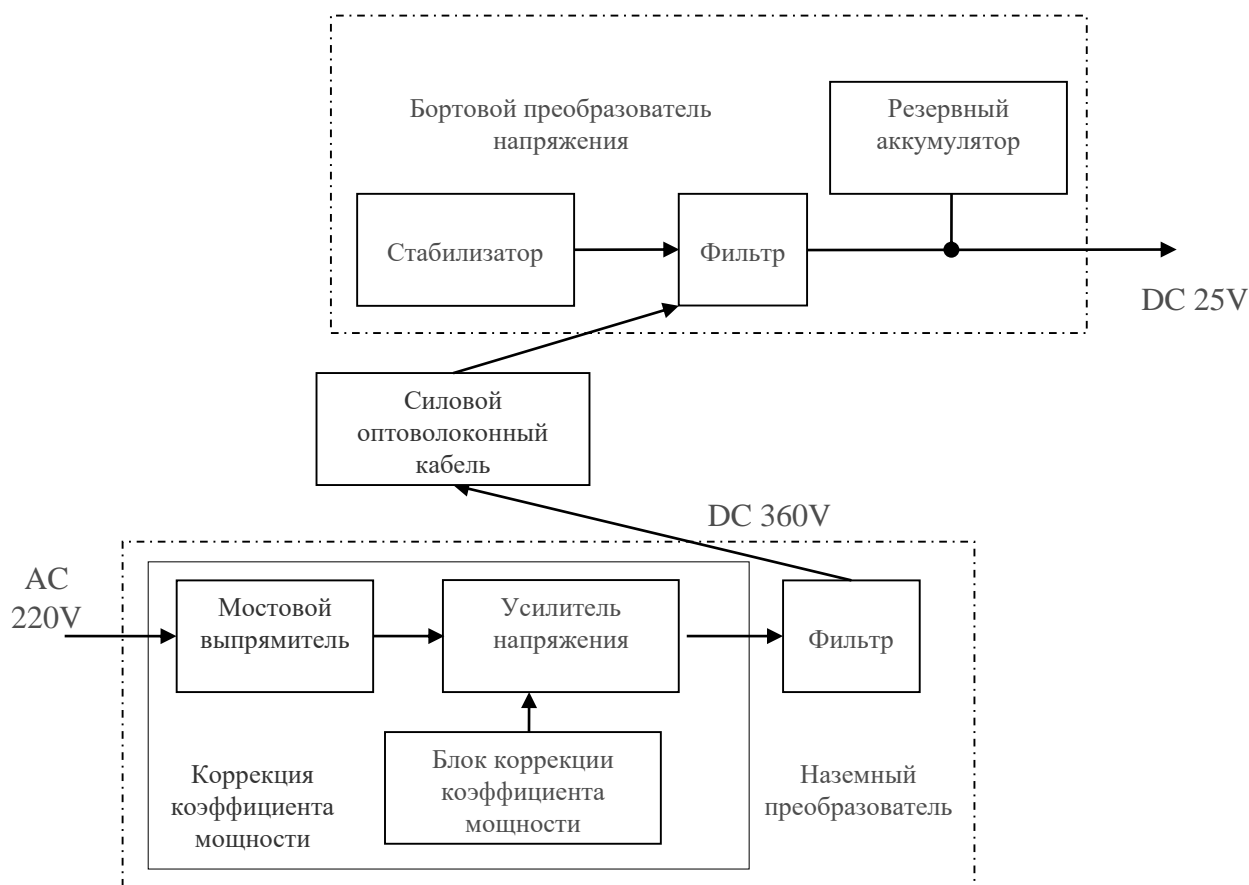 Бортовой преобразователь
напряжения
Резервный
аккумулятор
Стабилизатор
Фильтр
DC 25V
Силовой
оптоволоконный
кабель
DC 360V
AC
220V
Мостовой
выпрямитель
Усилитель
напряжения
Фильтр
Блок коррекции
коэффициента
мощности
Коррекция
коэффициента
мощности
Наземный
преобразователь